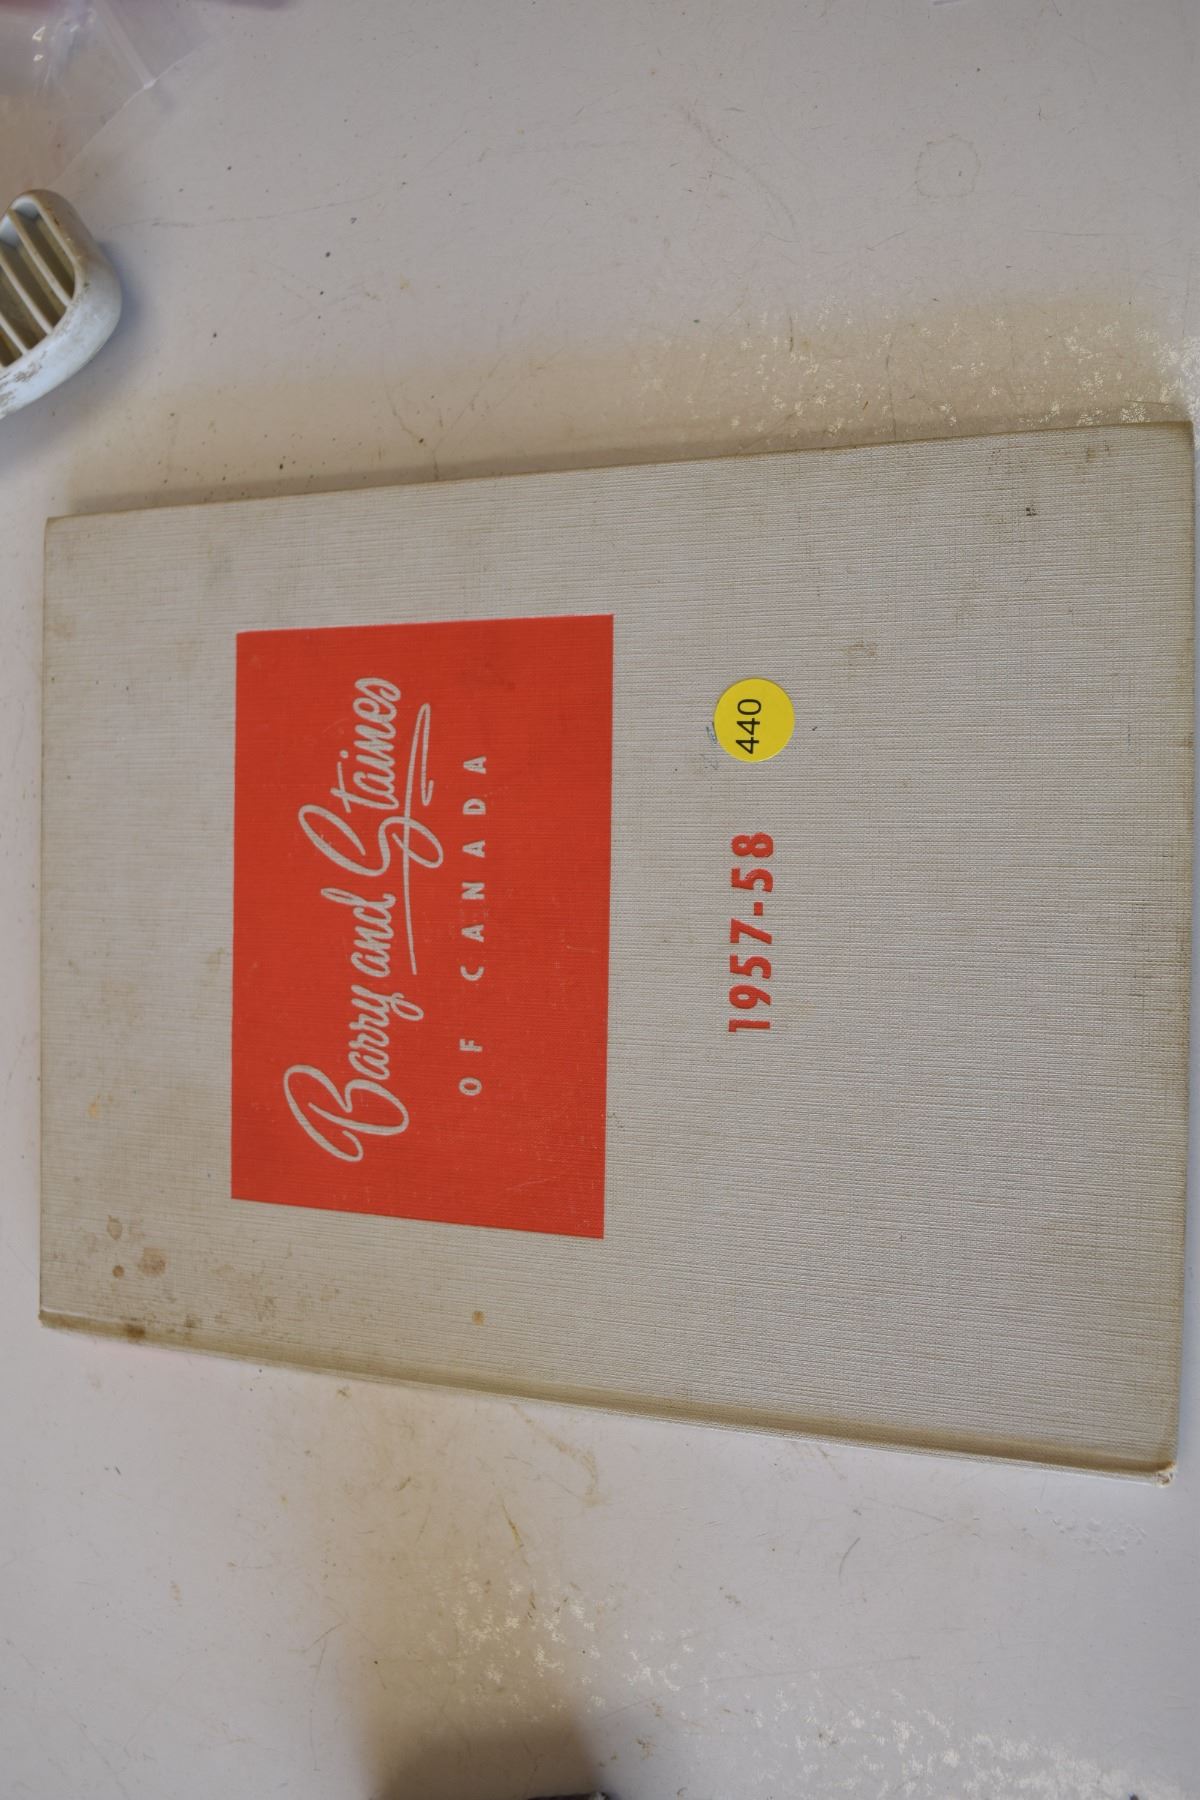 Barry and Staines
OF CANADA
1957-58
440